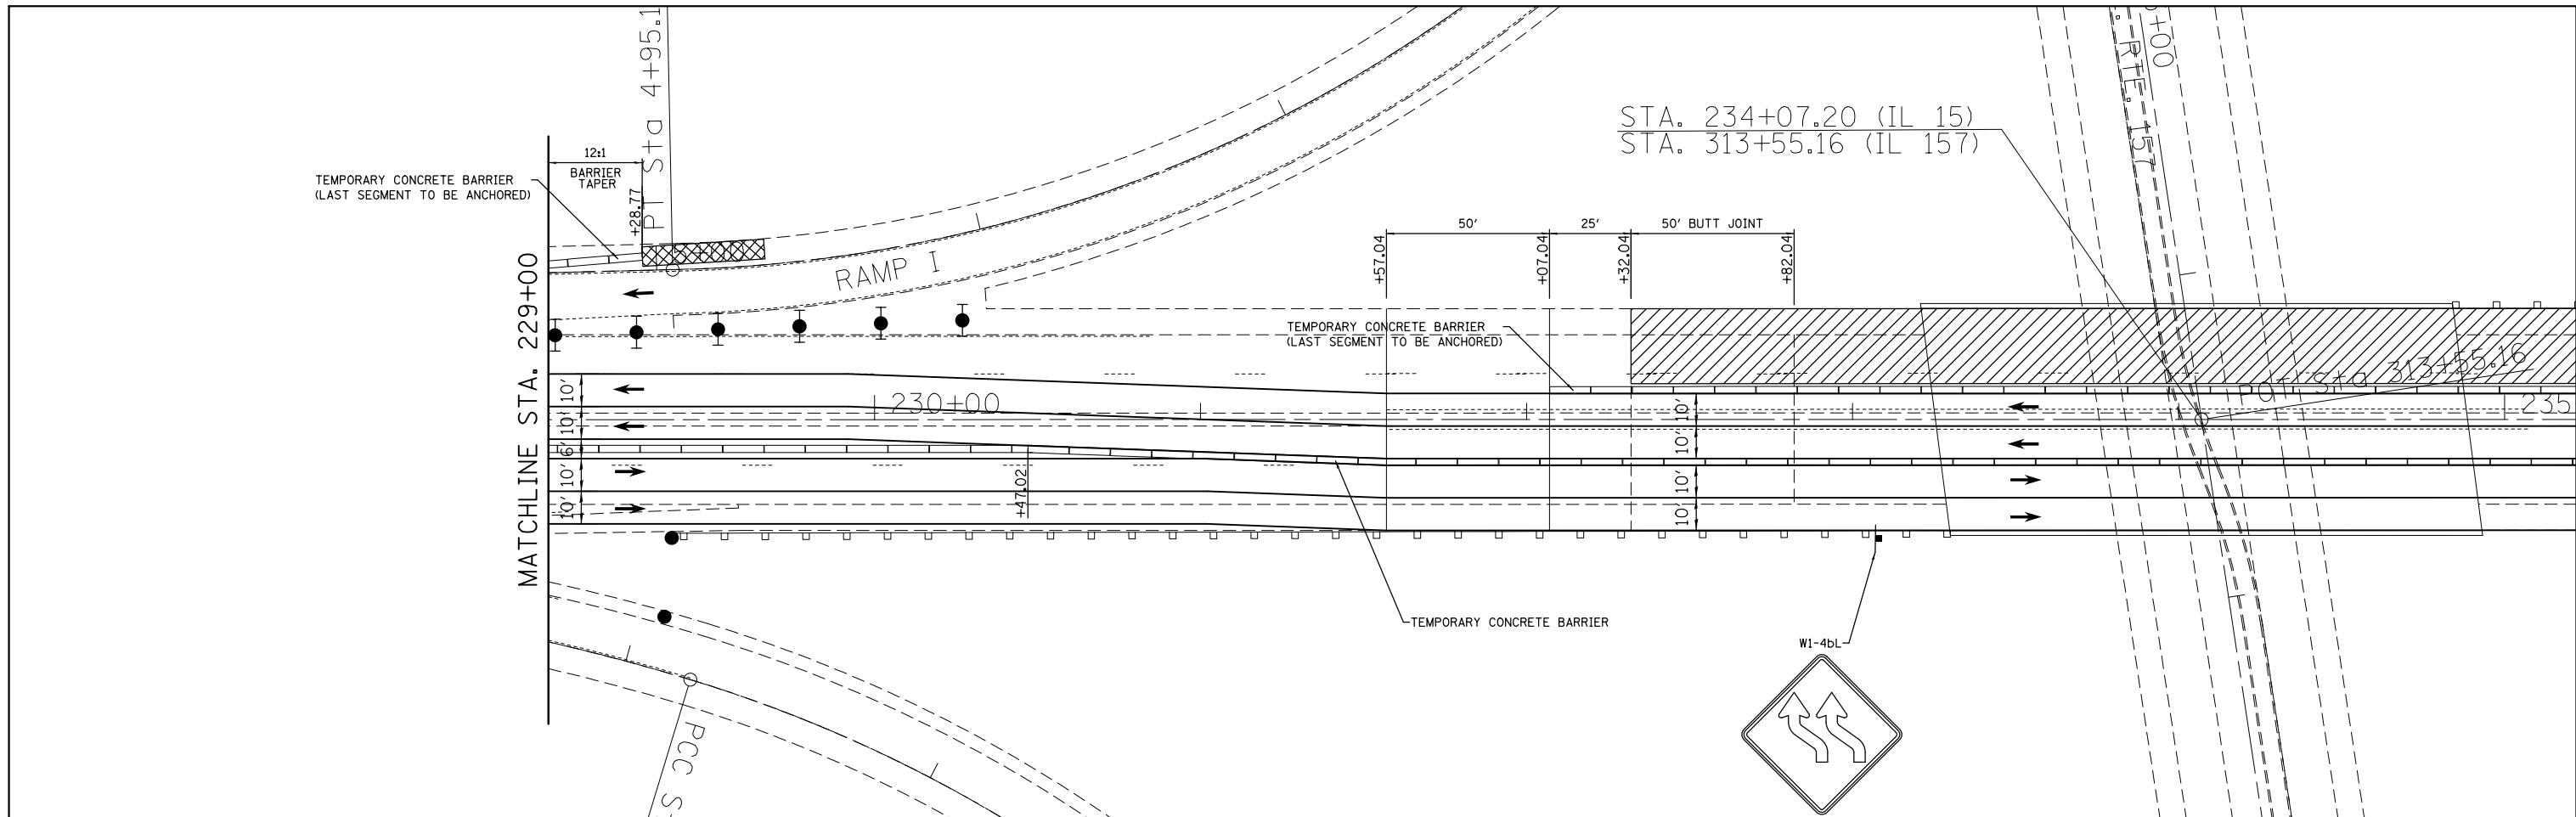 PT Sta 4+95.1
RTE. 157
+00
STA. 234+07.20 (IL 15)
STA. 313+55.16 (IL 157)
12:1
BARRIER
TAPER
TEMPORARY CONCRETE BARRIER
(LAST SEGMENT TO BE ANCHORED)
+28.77
MATCHLINE STA. 229+00
RAMP I
50'
25'
50' BUTT JOINT
+57.04
+07.04
+32.04
+82.04
TEMPORARY CONCRETE BARRIER
(LAST SEGMENT TO BE ANCHORED)
POT Sta 313+55.16
230+00
235
10'
10'
6'
10'
10'
10'
10'
10'
10'
+47.02
TEMPORARY CONCRETE BARRIER
W1-4bL
PCC S